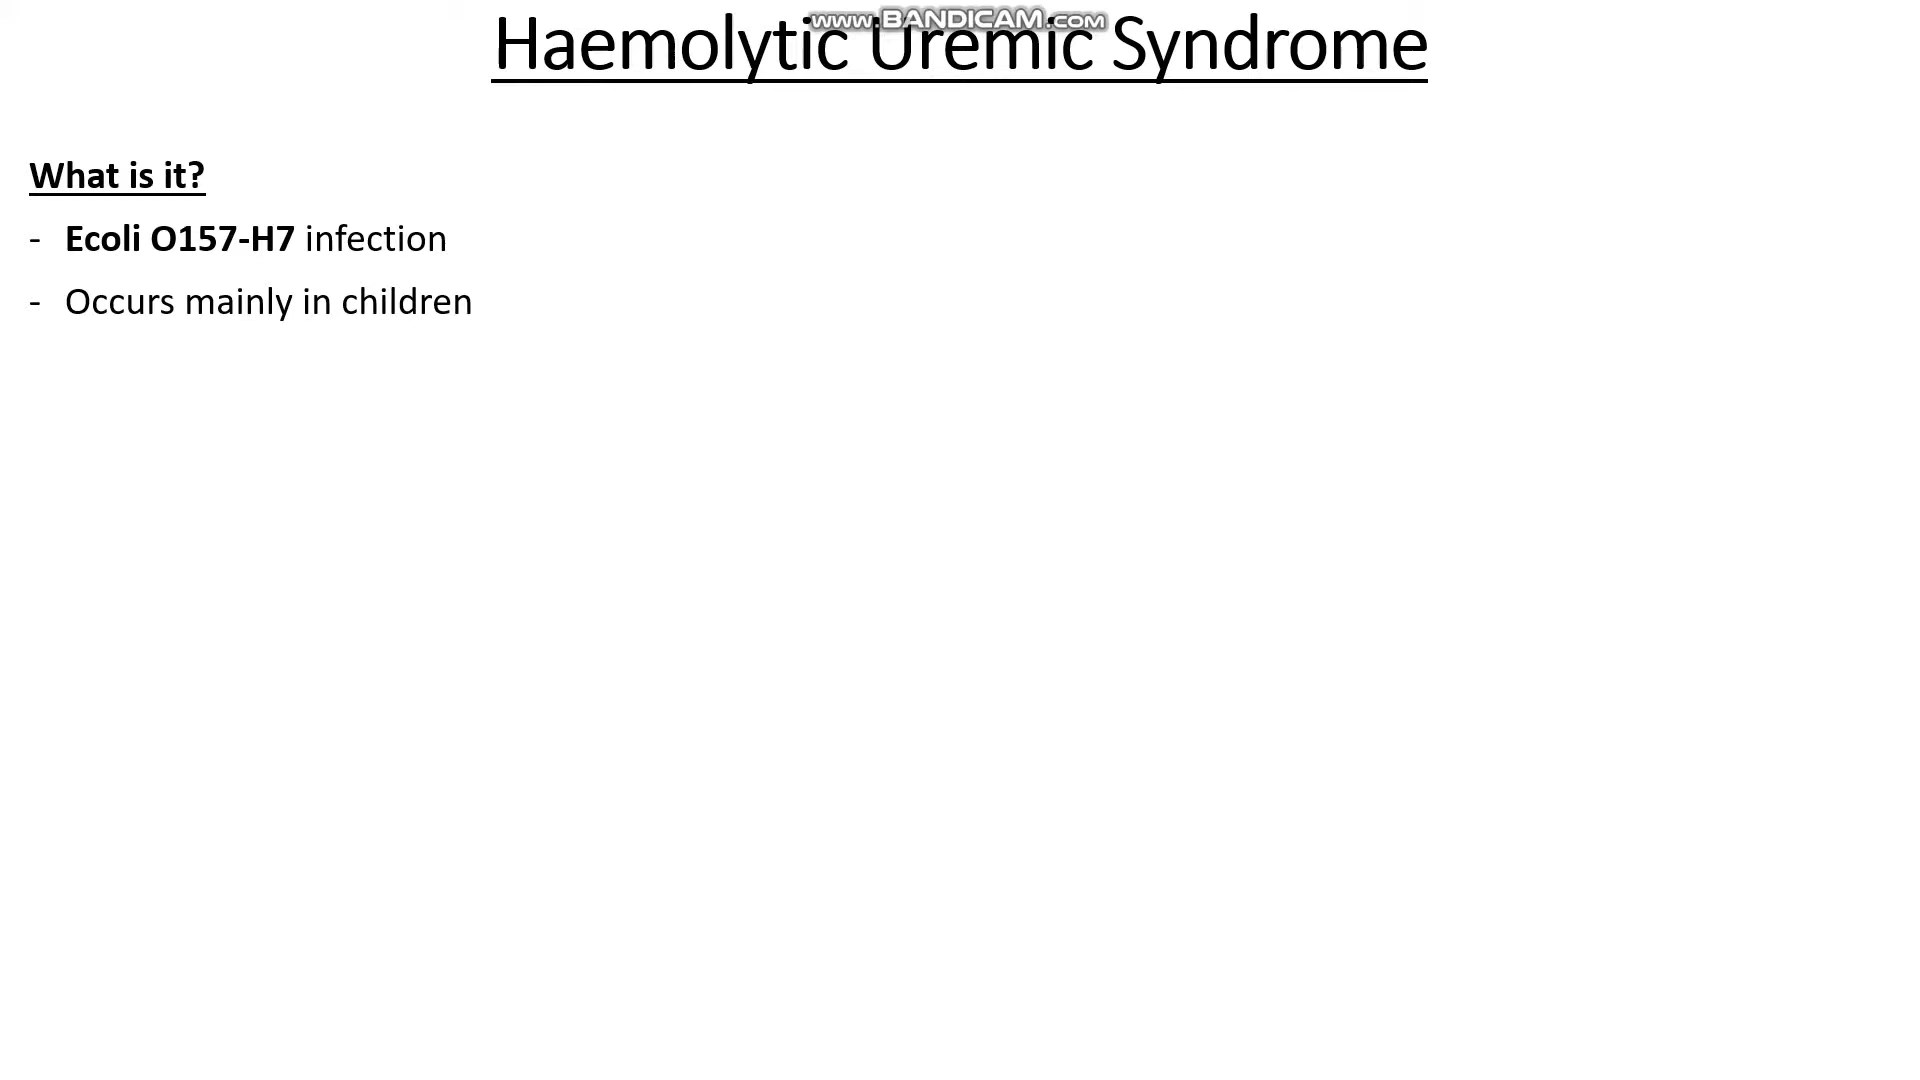 www.BANDICAM.com
Haemolytic Uremic Syndrome
What is it?
- Ecoli O157-H7 infection
- Occurs mainly in children